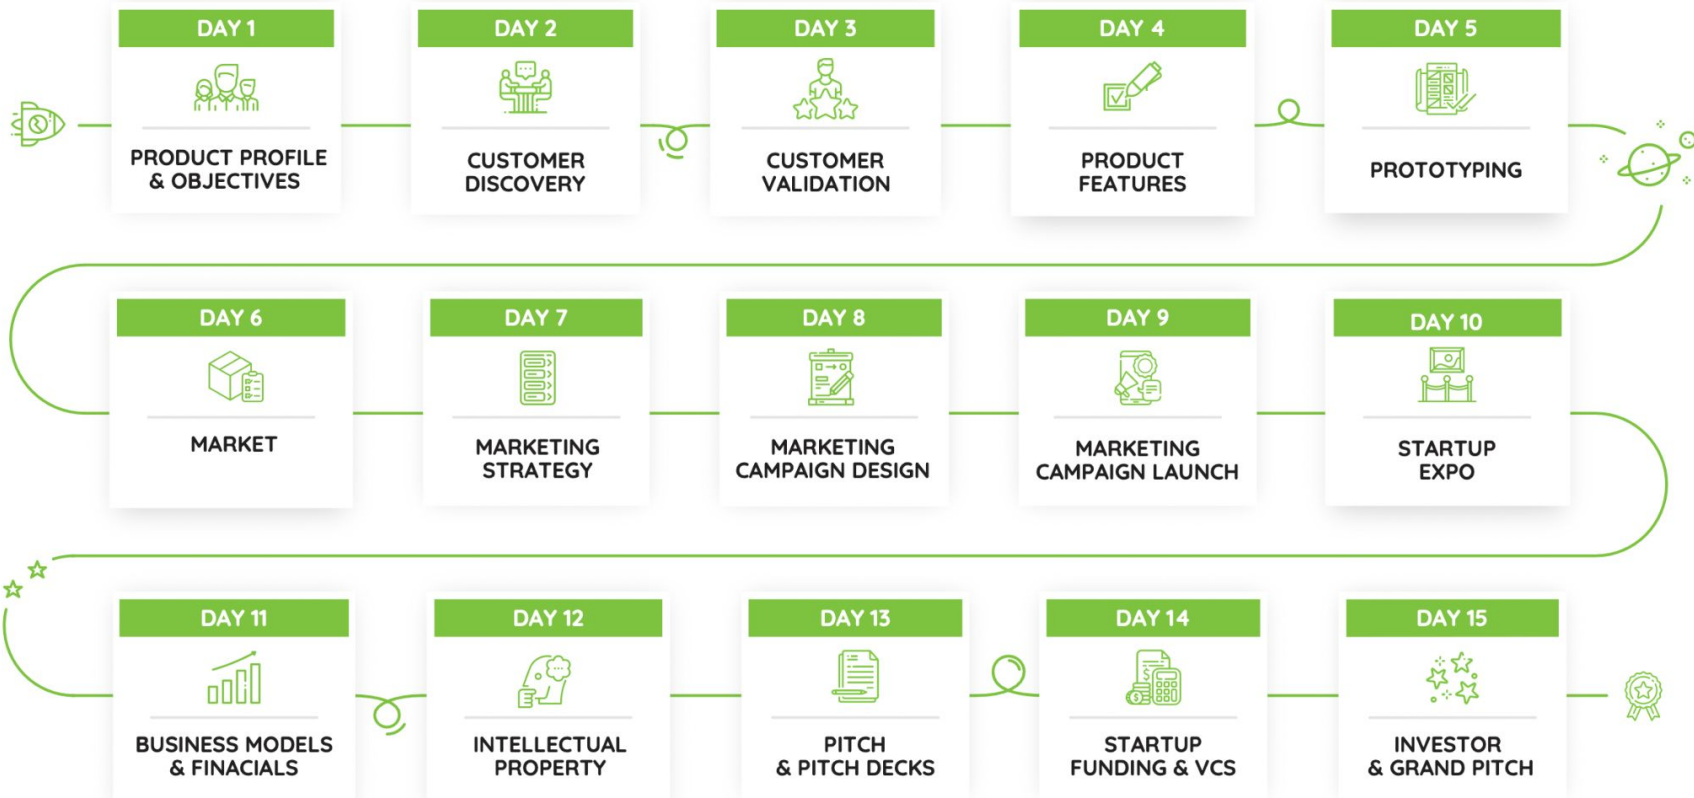 DAY 1
PRODUCT PROFILE
& OBJECTIVES
DAY 2
CUSTOMER
DISCOVERY
DAY 3
CUSTOMER
VALIDATION
DAY 4
PRODUCT
FEATURES
DAY 5
PROTOTYPING
DAY 6
MARKET
DAY 7
MARKETING
STRATEGY
DAY 8
MARKETING
CAMPAIGN DESIGN
DAY 9
MARKETING
CAMPAIGN LAUNCH
DAY 10
STARTUP
EXPO
DAY 11
BUSINESS MODELS
& FINACIALS
DAY 12
INTELLECTUAL
PROPERTY
DAY 13
PITCH
& PITCH DECKS
DAY 14
STARTUP
FUNDING & VCS
DAY 15
INVESTOR
& GRAND PITCH